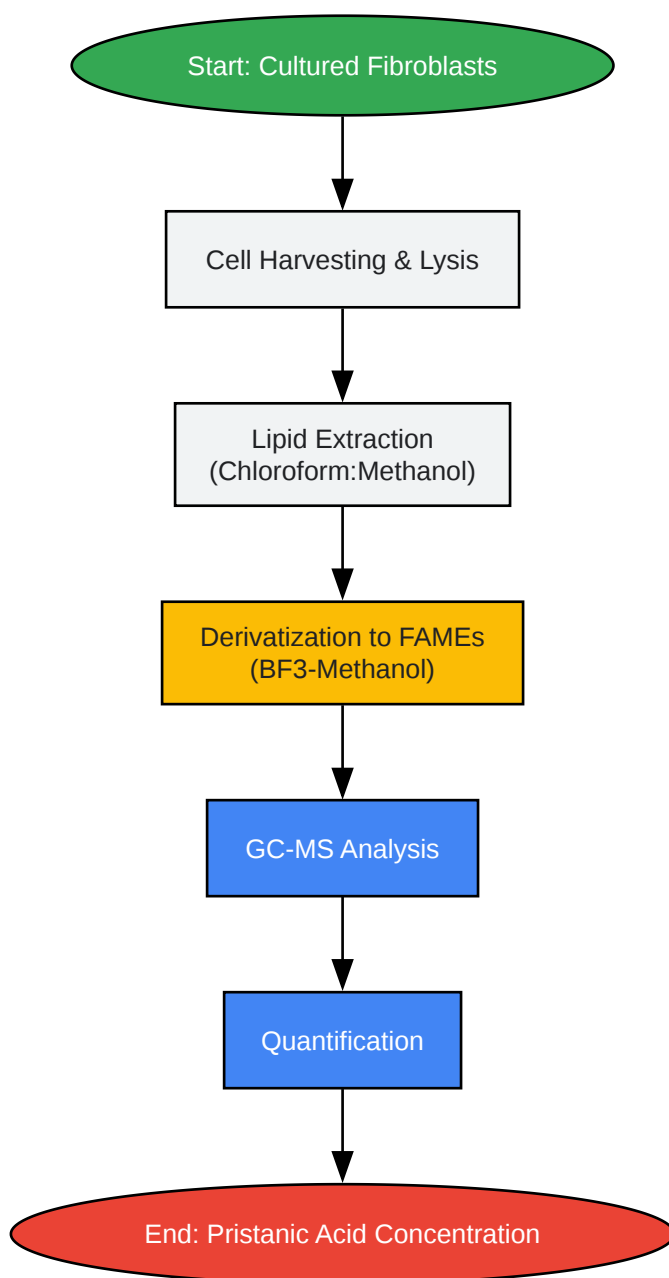 Start: Cultured Fibroblasts
Cell Harvesting & Lysis
Lipid Extraction
(Chloroform:Methanol)
Derivatization to FAMEs
(BF3-Methanol)
GC-MS Analysis
Quantification
End: Pristanic Acid Concentration